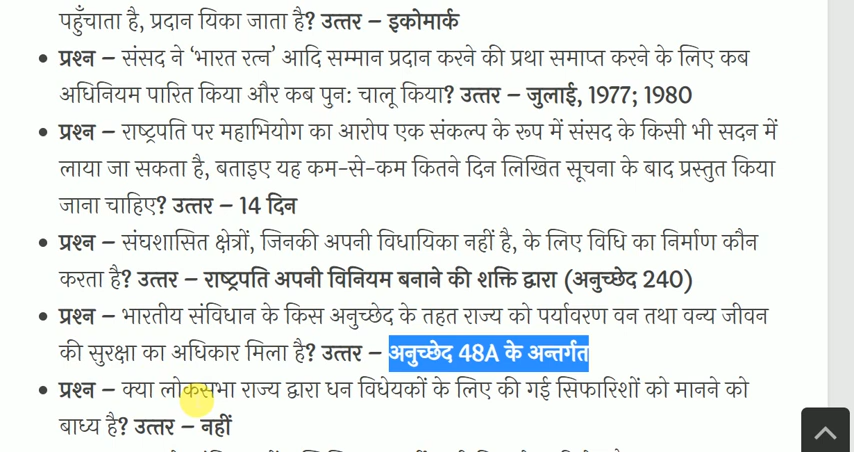 पहुँचाता है, प्रदान यिका जाता है? उत्तर – इकोमार्क
प्रश्न – संसद ने ‘भारत रत्न’ आदि सम्मान प्रदान करने की प्रथा समाप्त करने के लिए कब
अधिनियम पारित किया और कब पुन: चालू किया? उत्तर – जुलाई, 1977; 1980
प्रश्न – राष्ट्रपति पर महाभियोग का आरोप एक संकल्प के रूप में संसद के किसी भी सदन में
लाया जा सकता है, बताइए यह कम-से-कम कितने दिन लिखित सूचना के बाद प्रस्तुत किया
जाना चाहिए? उत्तर – 14 दिन
प्रश्न – संघशासित क्षेत्रों, जिनकी अपनी विधायिका नहीं है, के लिए विधि का निर्माण कौन
करता है? उत्तर – राष्ट्रपति अपनी विनियम बनाने की शक्ति द्वारा (अनुच्छेद 240)
प्रश्न – भारतीय संविधान के किस अनुच्छेद के तहत राज्य को पर्यावरण वन तथा वन्य जीवन
की सुरक्षा का अधिकार मिला है? उत्तर – अनुच्छेद 48A के अन्तर्गत
प्रश्न – क्या लोकसभा राज्य द्वारा धन विधेयकों के लिए की गई सिफारिशों को मानने को
बाध्य है? उत्तर – नहीं